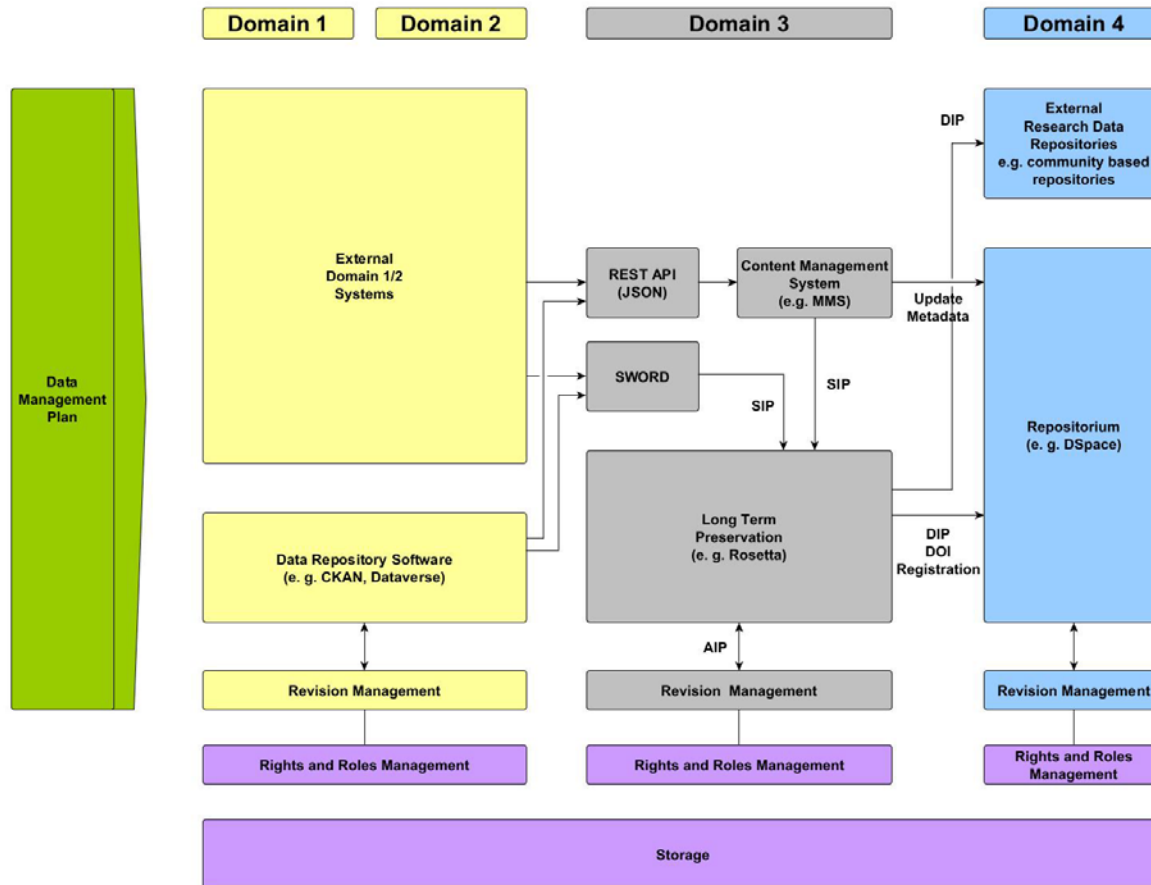 Domain 1
Domain 2
Domain 3
Domain 4
Data
Management
Plan
External
Domain 1/2
Systems
Data Repository Software
(e. g. CKAN, Dataverse)
Revision Management
Rights and Roles Management
REST API
(JSON)
Content Management
System
(e.g. MMS)
SWORD
SIP
SIP
Long Term
Preservation
(e. g. Rosetta)
AIP
Revision Management
Rights and Roles Management
DIP
Update
Metadata
DIP
DOI
Registration
External
Research Data
Repositories
e.g. community based
repositories
Repositorium
(e. g. DSpace)
Revision Management
Rights and Roles
Management
Storage